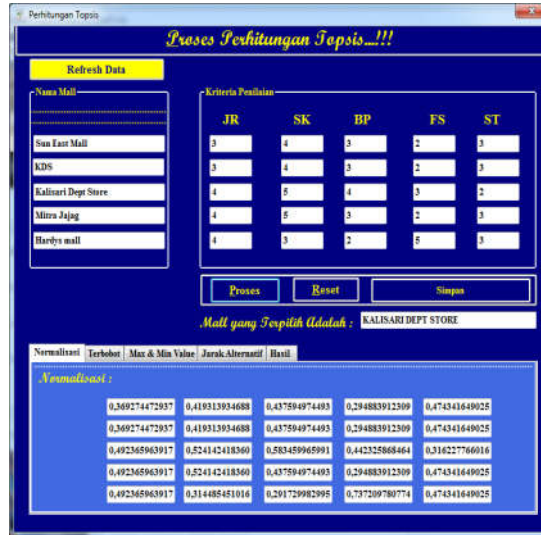 Perhitungan Topsis
Proses Perhitungan Topsis...!!!
Refresh Data
Nama Mall
Kriteria Penilaian
JR SK BP FS ST
Sun East Mall 3 4 3 2 3
KDS 3 4 3 2 3
Kalisari Dept Store 4 5 4 3 2
Mitra Jajag 4 5 3 2 3
Hardys mall 4 3 2 5 3
Proses Reset Simpan
Mall yang Terpilih Adalah : KALISARI DEPT STORE
Normalisasi Terbobot Max & Min Value Jarak Alternatif Hasil
Normalisasi :
0,369274472937 0,419313934688 0,437594974493 0,294883912309 0,474341649025
0,369274472937 0,419313934688 0,437594974493 0,294883912309 0,474341649025
0,492365963917 0,524142418360 0,583459965991 0,442325868464 0,316227766016
0,492365963917 0,524142418360 0,437594974493 0,294883912309 0,474341649025
0,492365963917 0,314485451016 0,291729982995 0,737209780774 0,474341649025